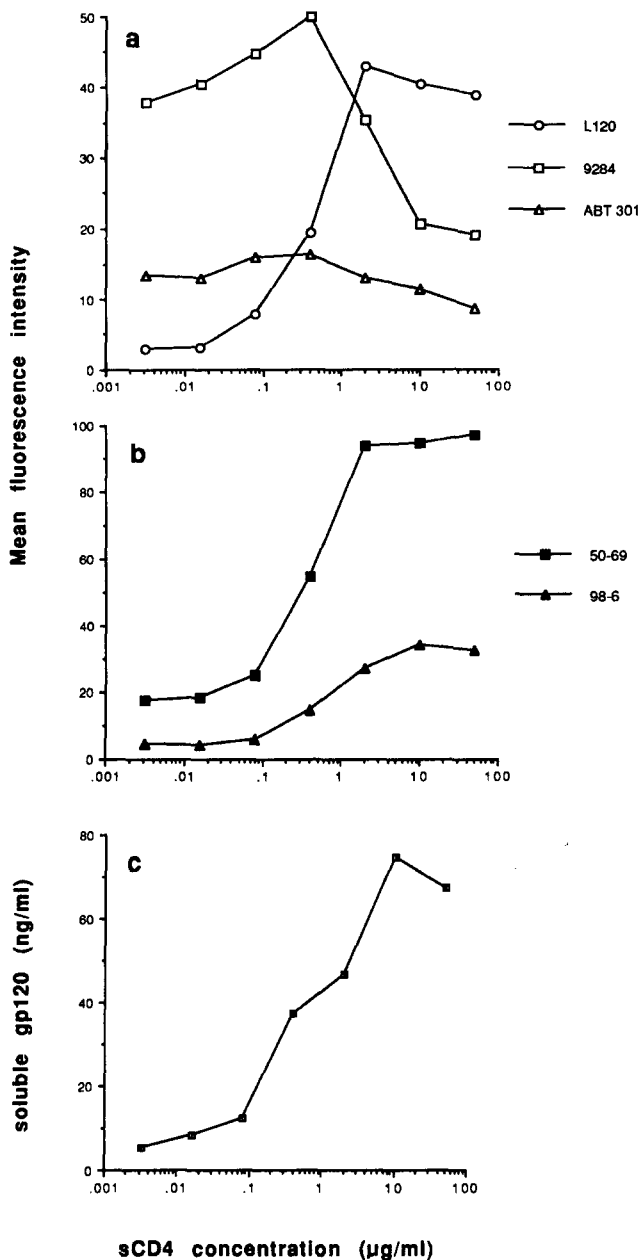 a
50
40
30
20
10
0
.001 .01 .1 1 10 100
L120
9284
ABT 301
Mean fluorescence intensity
b
100
80
60
40
20
0
.001 .01 .1 1 10 100
50-69
98-6
c
80
60
40
20
0
.001 .01 .1 1 10 100
soluble gp120 (ng/ml)
sCD4 concentration (µg/ml)